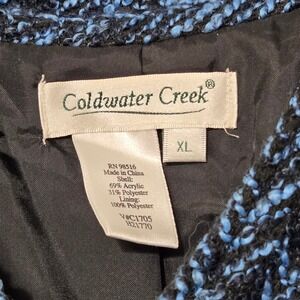 Coldwater Creek®
XL
RN 98516
Made in China
Shell:
69% Acrylic
31% Polyester
Lining:
100% Polyester
V#C1705
H21770